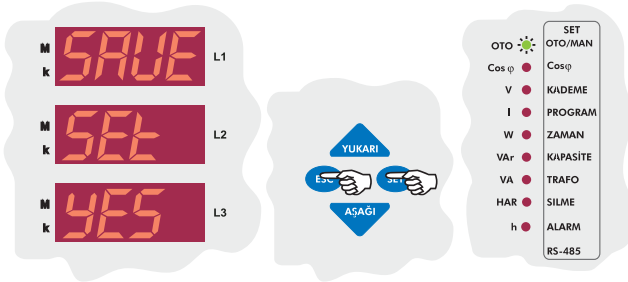 M
k
SAVE
L1
M
k
SEt
L2
M
k
YES
L3
YUKARI
ESC
SET
AŞAĞI
SET
OTO
OTO/MAN
Cos φ
Cosφ
V
KADEME
I
PROGRAM
W
ZAMAN
VAr
KAPASİTE
VA
TRAFO
HAR
SILME
h
ALARM
RS-485